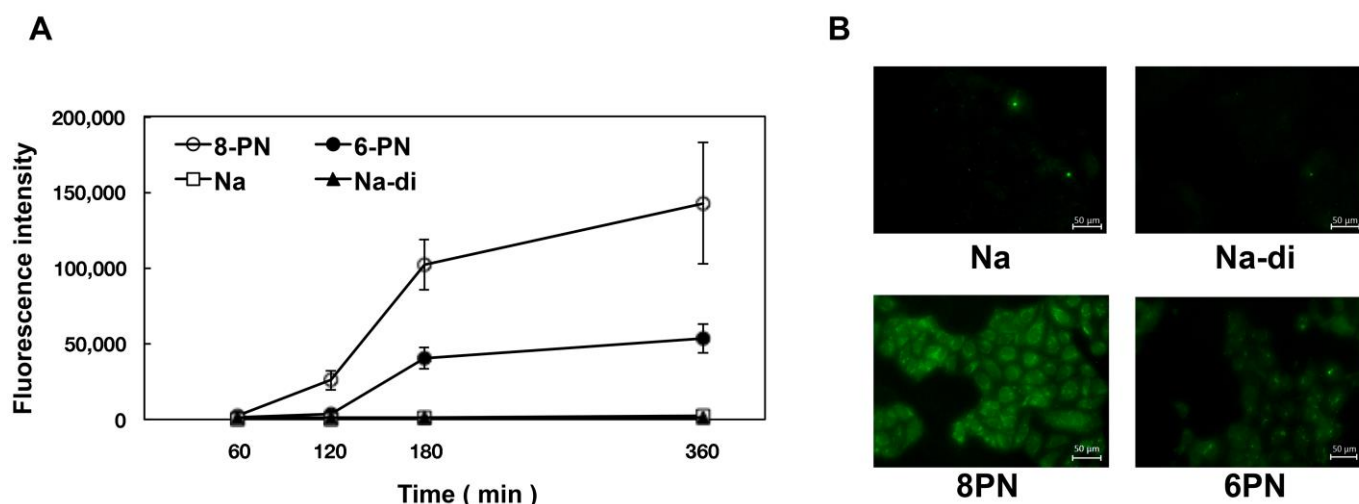 A
B
200,000
150,000
100,000
50,000
0
Fluorescence intensity
8-PN
6-PN
Na
Na-di
60
120
180
360
Time ( min )
50 µm
50 µm
Na
Na-di
50 µm
50 µm
8PN
6PN